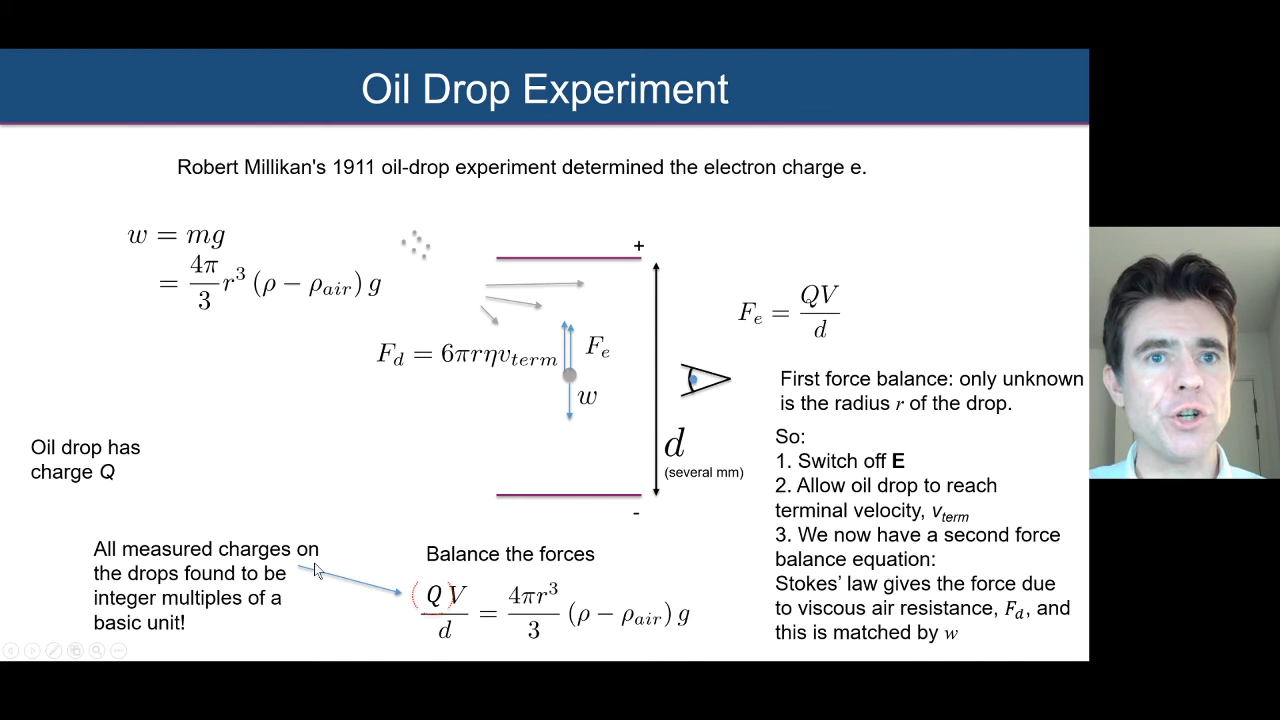 Oil Drop Experiment
Robert Millikan's 1911 oil-drop experiment determined the electron charge e.
w = mg
= 4π/3 r³ (ρ − ρ_air) g
+
F_e = QV/d
F_d = 6πrηv_term
F_e
w
First force balance: only unknown
is the radius r of the drop.
d
(several mm)
So:
1. Switch off E
2. Allow oil drop to reach
terminal velocity, v_term
3. We now have a second force
balance equation:
Stokes’ law gives the force due
to viscous air resistance, F_d, and
this is matched by w
Oil drop has
charge Q
-
All measured charges on
the drops found to be
integer multiples of a
basic unit!
Balance the forces
QV/d = 4πr³/3 (ρ − ρ_air) g